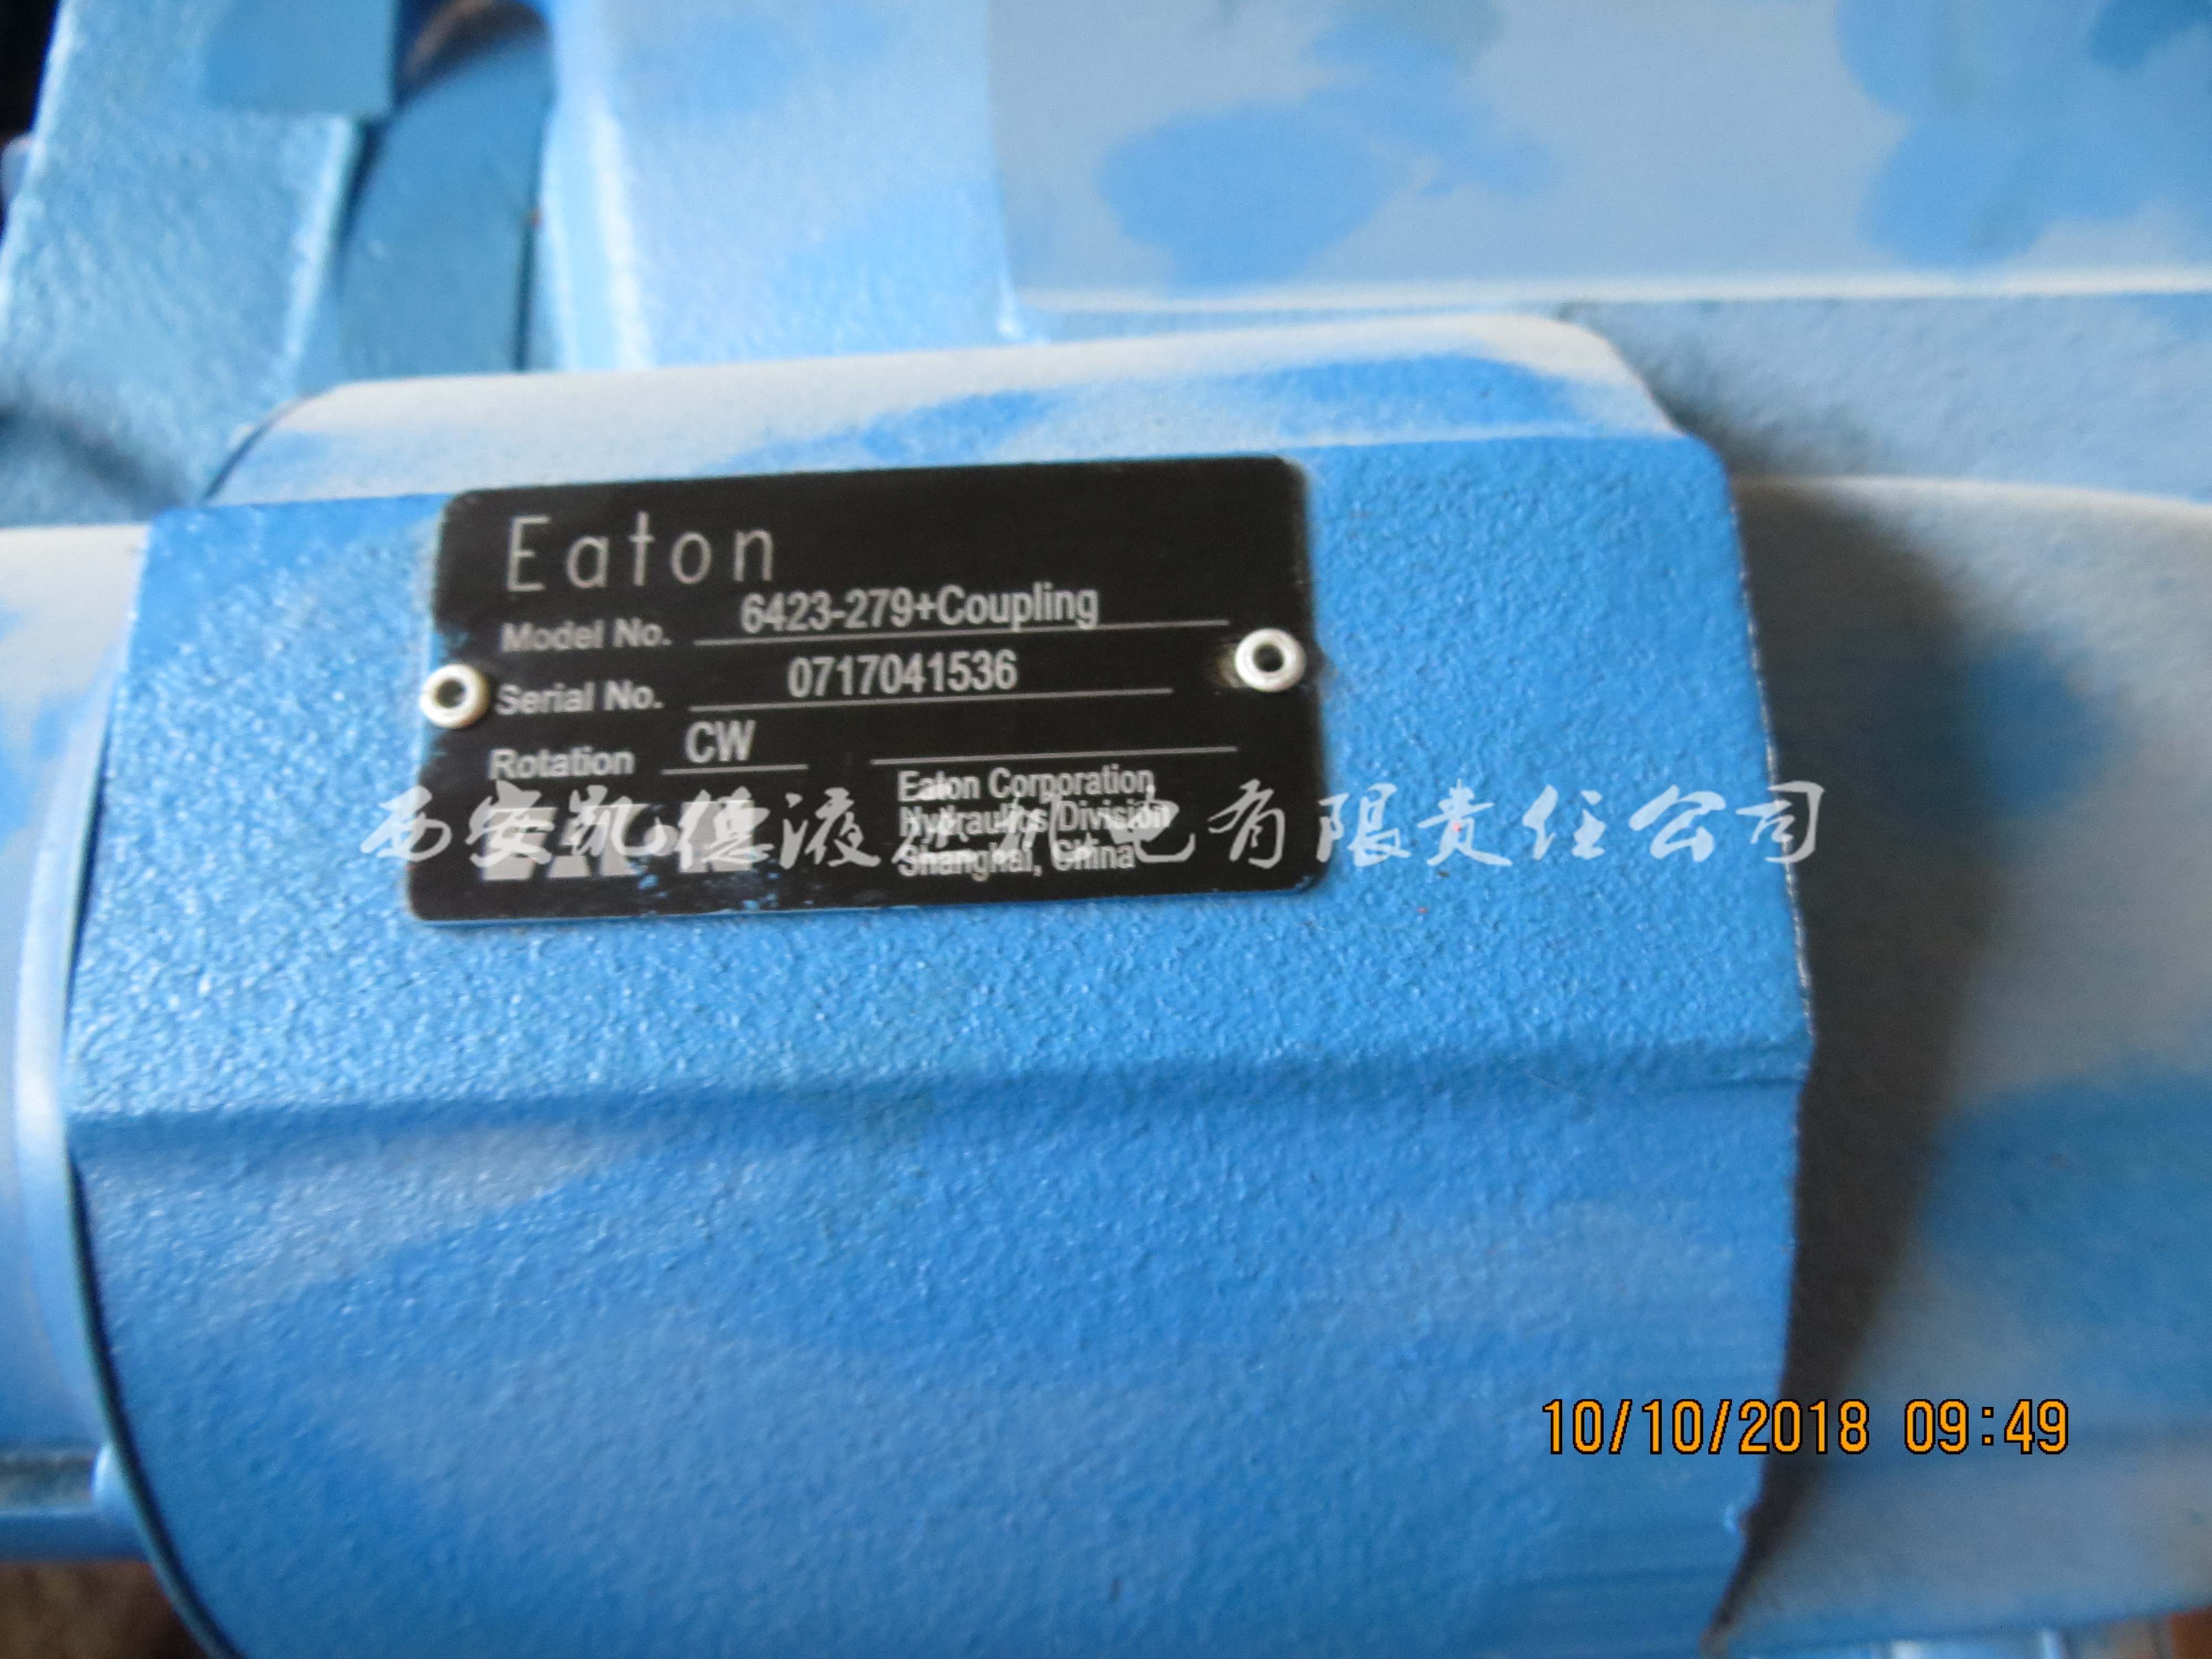 Eaton
Model No. 6423-279+Coupling
Serial No. 0717041536
Rotation CW
Eaton Corporation
Hydraulics Division
Shanghai, China
西安凯德液压机电有限责任公司
10/10/2018 09:49